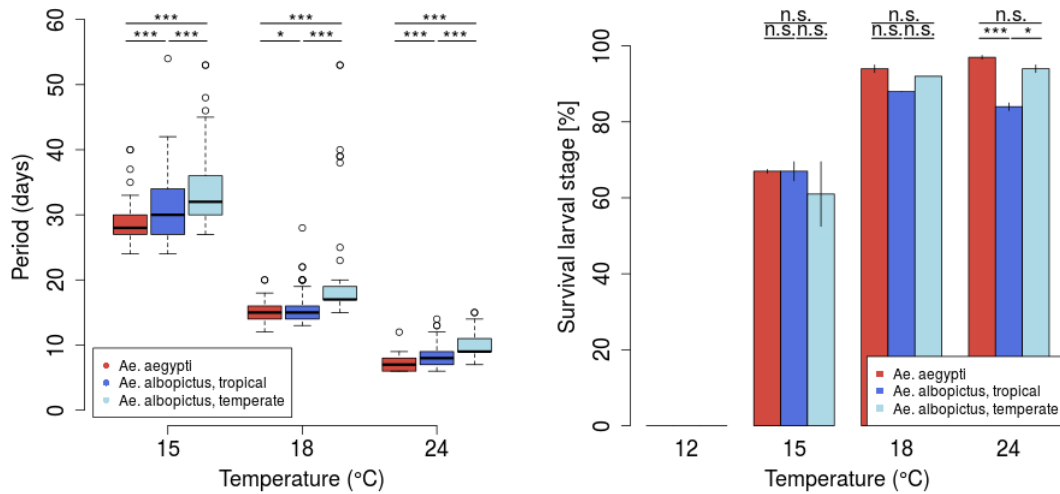 *** *** ***
*** *** * *** *** ***
60
50
40
30
20
10
0
Period (days)
Ae. aegypti
Ae. albopictus, tropical
Ae. albopictus, temperate
15 18 24
Temperature (°C)
n.s. n.s. n.s.
n.s. n.s. n.s. n.s. *** *
100
80
60
40
20
0
Survival larval stage [%]
Ae. aegypti
Ae. albopictus, tropical
Ae. albopictus, temperate
12 15 18 24
Temperature (°C)